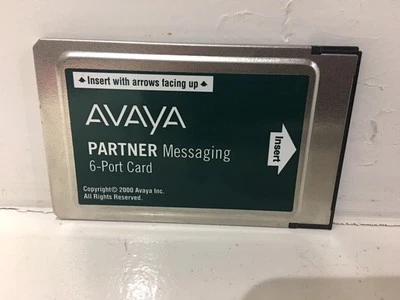 Insert with arrows facing up
AVAYA
PARTNER Messaging
6-Port Card
Insert
Copyright© 2000 Avaya Inc.
All Rights Reserved.